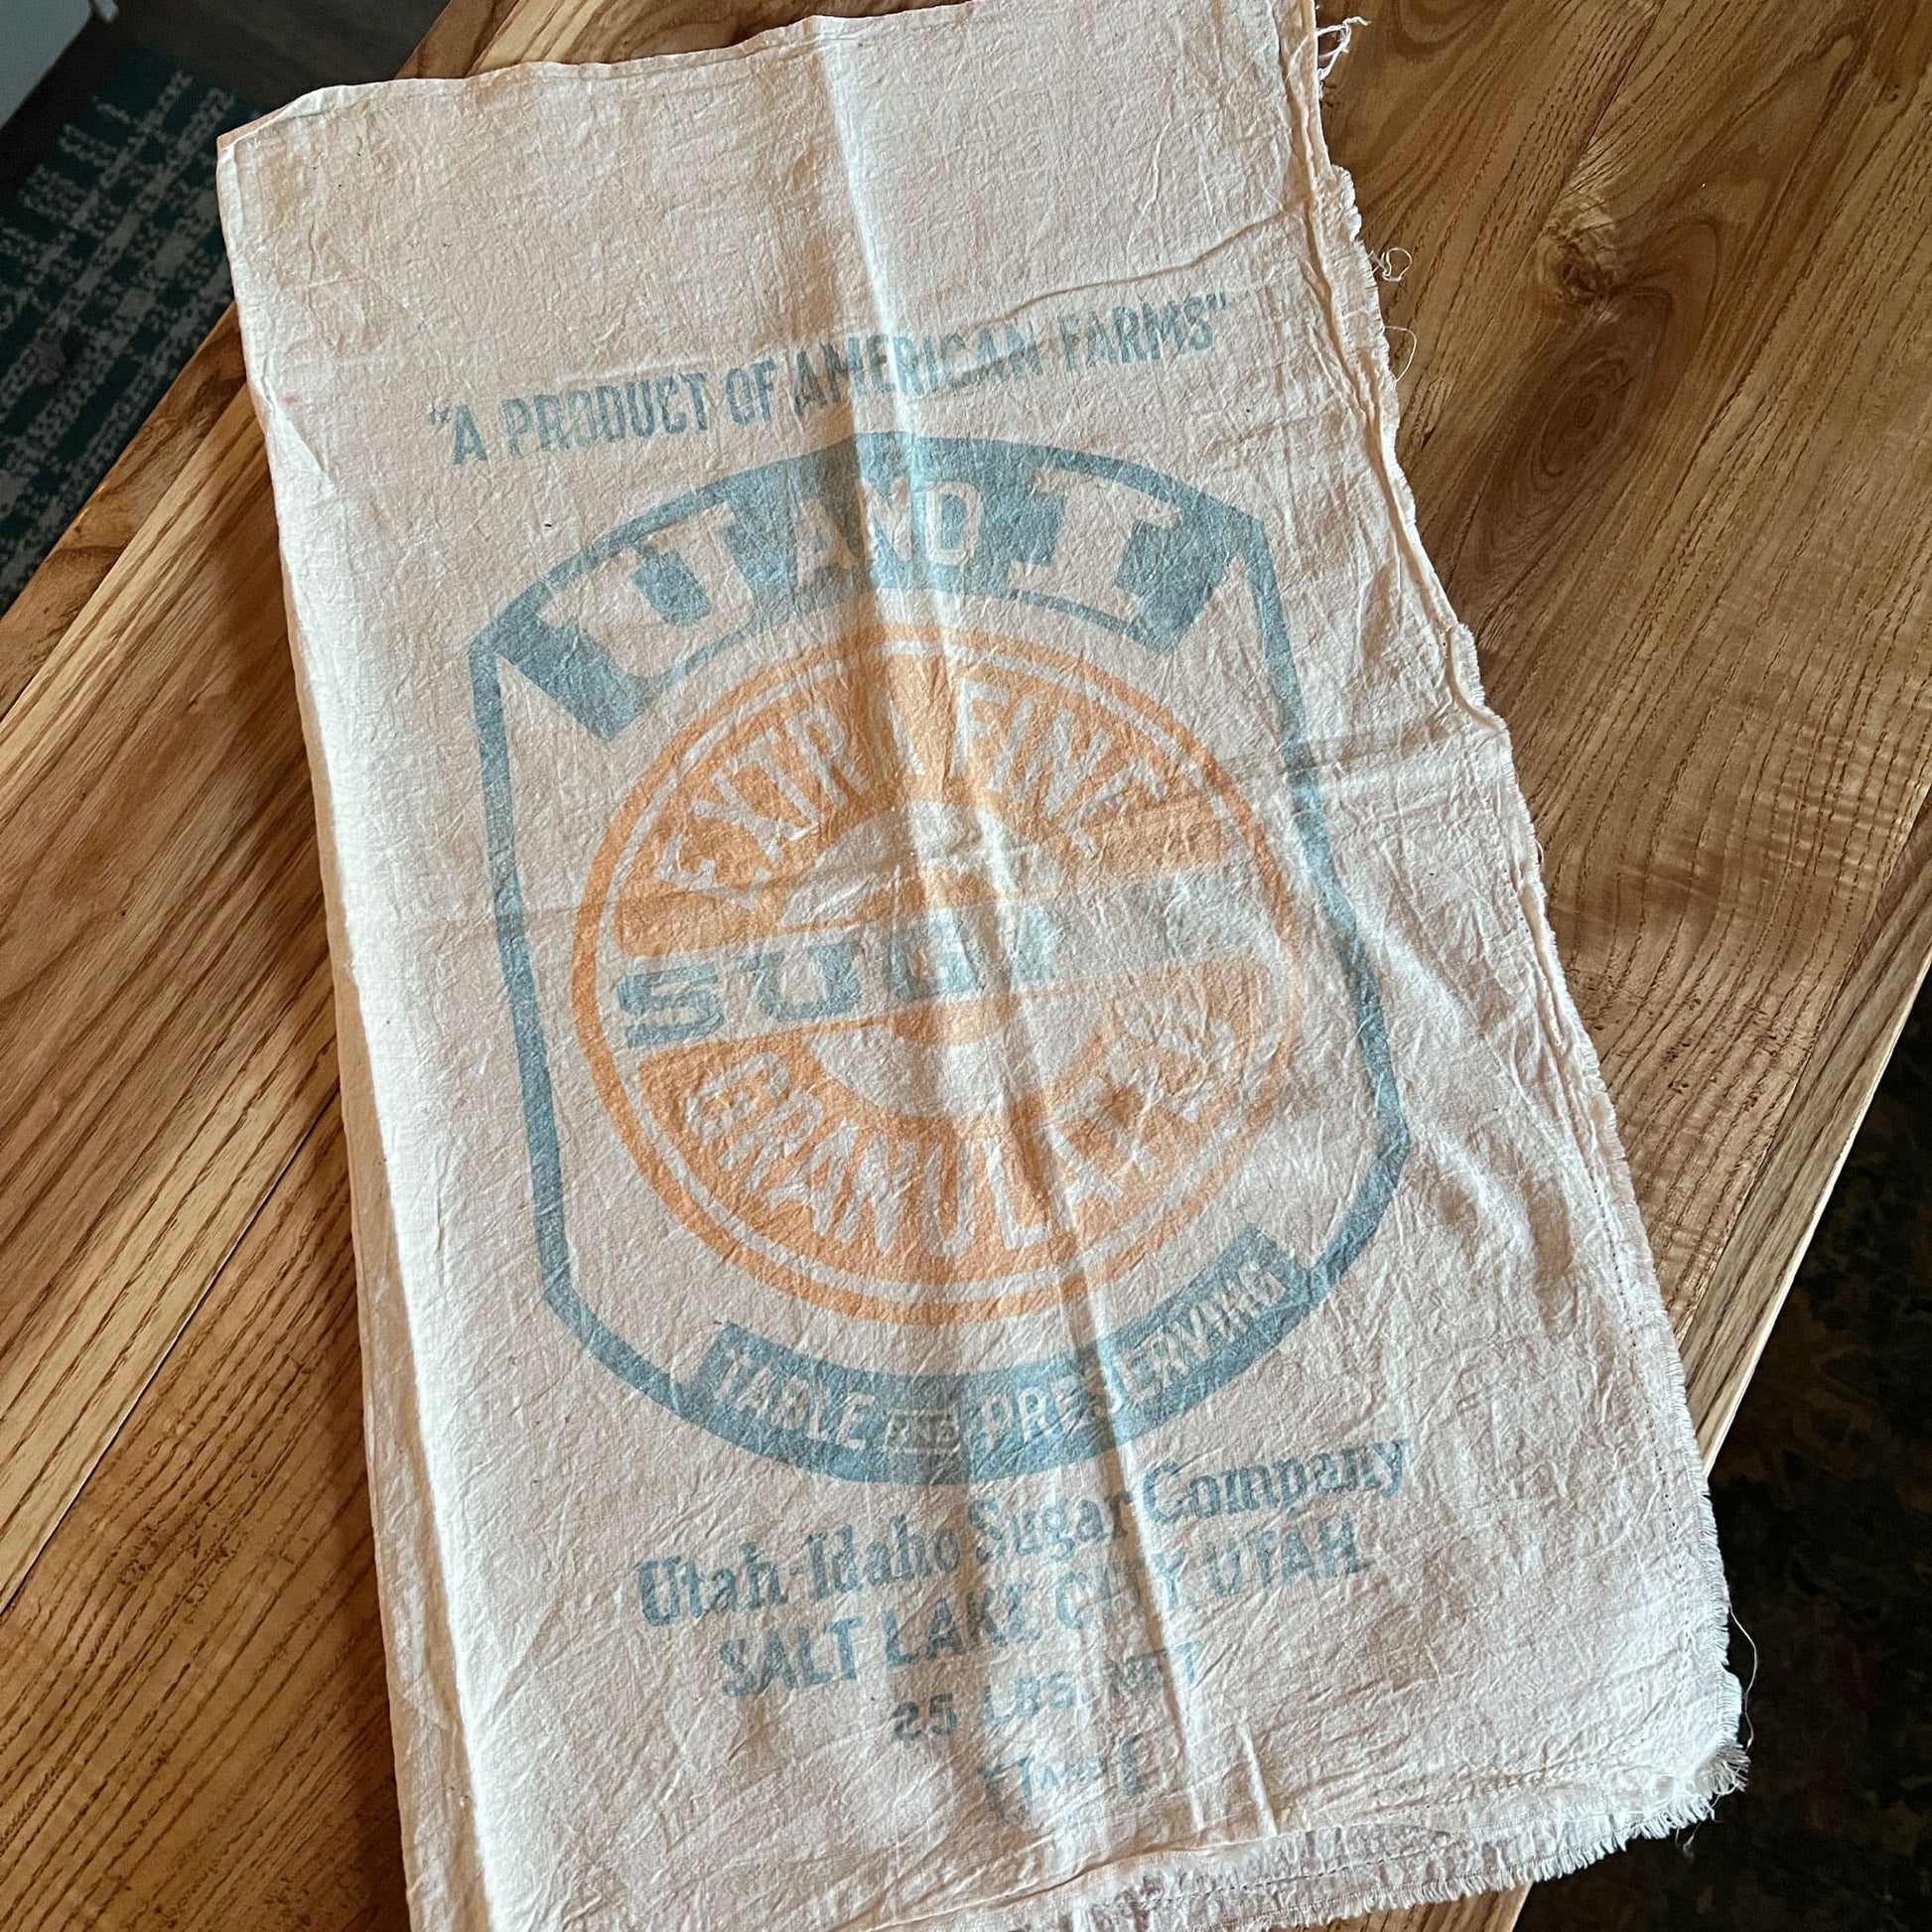 "A PRODUCT OF AMERICAN FARMS"
U AND I
EXTRA FINE
SUGAR
GRANULATED
TABLE AND PRESERVING
Utah-Idaho Sugar Company
SALT LAKE CITY, UTAH.
25 LBS. NET
U AND I